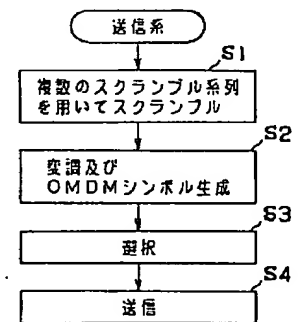 送信系
S1
複数のスクランブル系列
を用いてスクランブル
S2
変調及び
OMDMシンボル生成
S3
選択
S4
送信